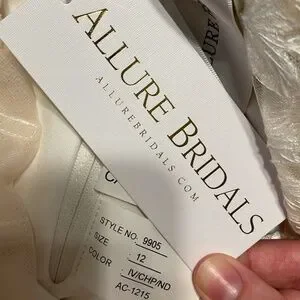 ALLURE BRIDALS
ALLUREBRIDALS.COM
STYLE NO. 9905
SIZE 12
COLOR IV/CHP/ND
AC-1215